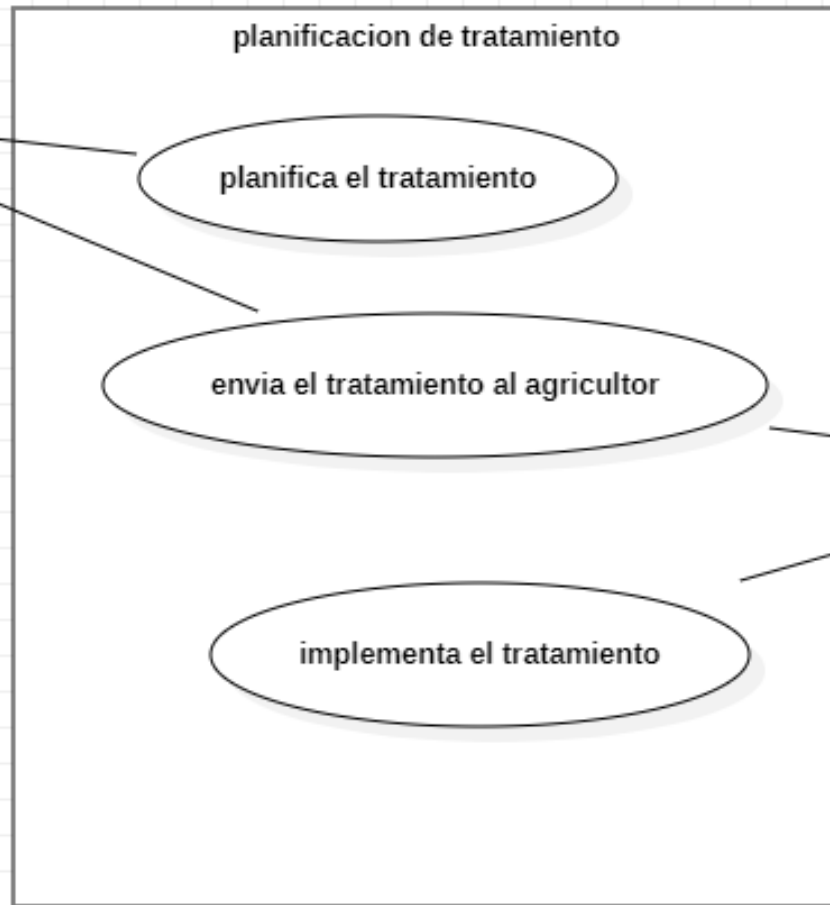 planificacion de tratamiento
planifica el tratamiento
envia el tratamiento al agricultor
implementa el tratamiento